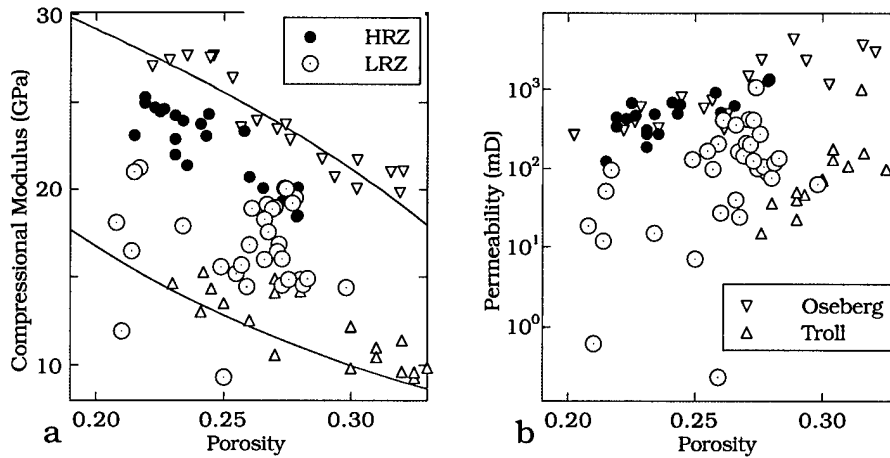 30
20
10
Compressional Modulus (GPa)
HRZ
LRZ
0.20
0.25
0.30
Porosity
a
10³
10²
10¹
10⁰
Permeability (mD)
Oseberg
Troll
0.20
0.25
0.30
Porosity
b